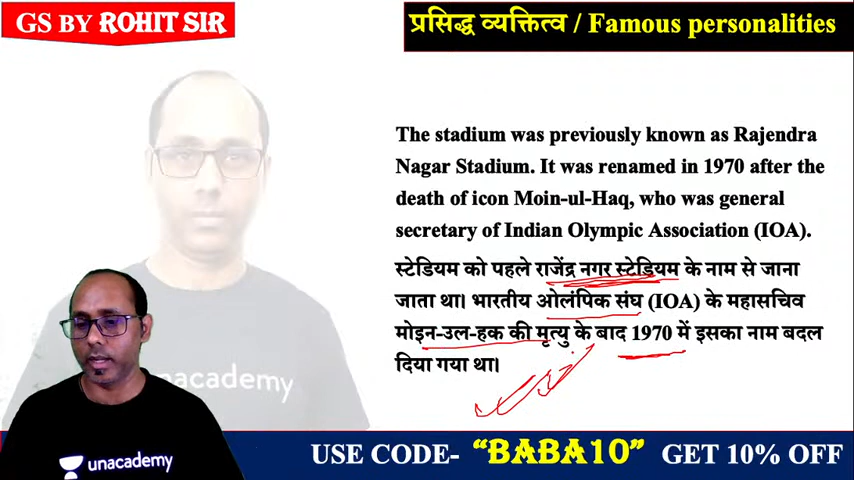 GS BY ROHIT SIR
प्रसिद्ध व्यक्तित्व / Famous personalities
The stadium was previously known as Rajendra
Nagar Stadium. It was renamed in 1970 after the
death of icon Moin-ul-Haq, who was general
secretary of Indian Olympic Association (IOA).
स्टेडियम को पहले राजेंद्र नगर स्टेडियम के नाम से जाना
जाता था। भारतीय ओलंपिक संघ (IOA) के महासचिव
मोइन-उल-हक की मृत्यु के बाद 1970 में इसका नाम बदल
दिया गया था।
unacademy
unacademy
USE CODE- “BABA10” GET 10% OFF